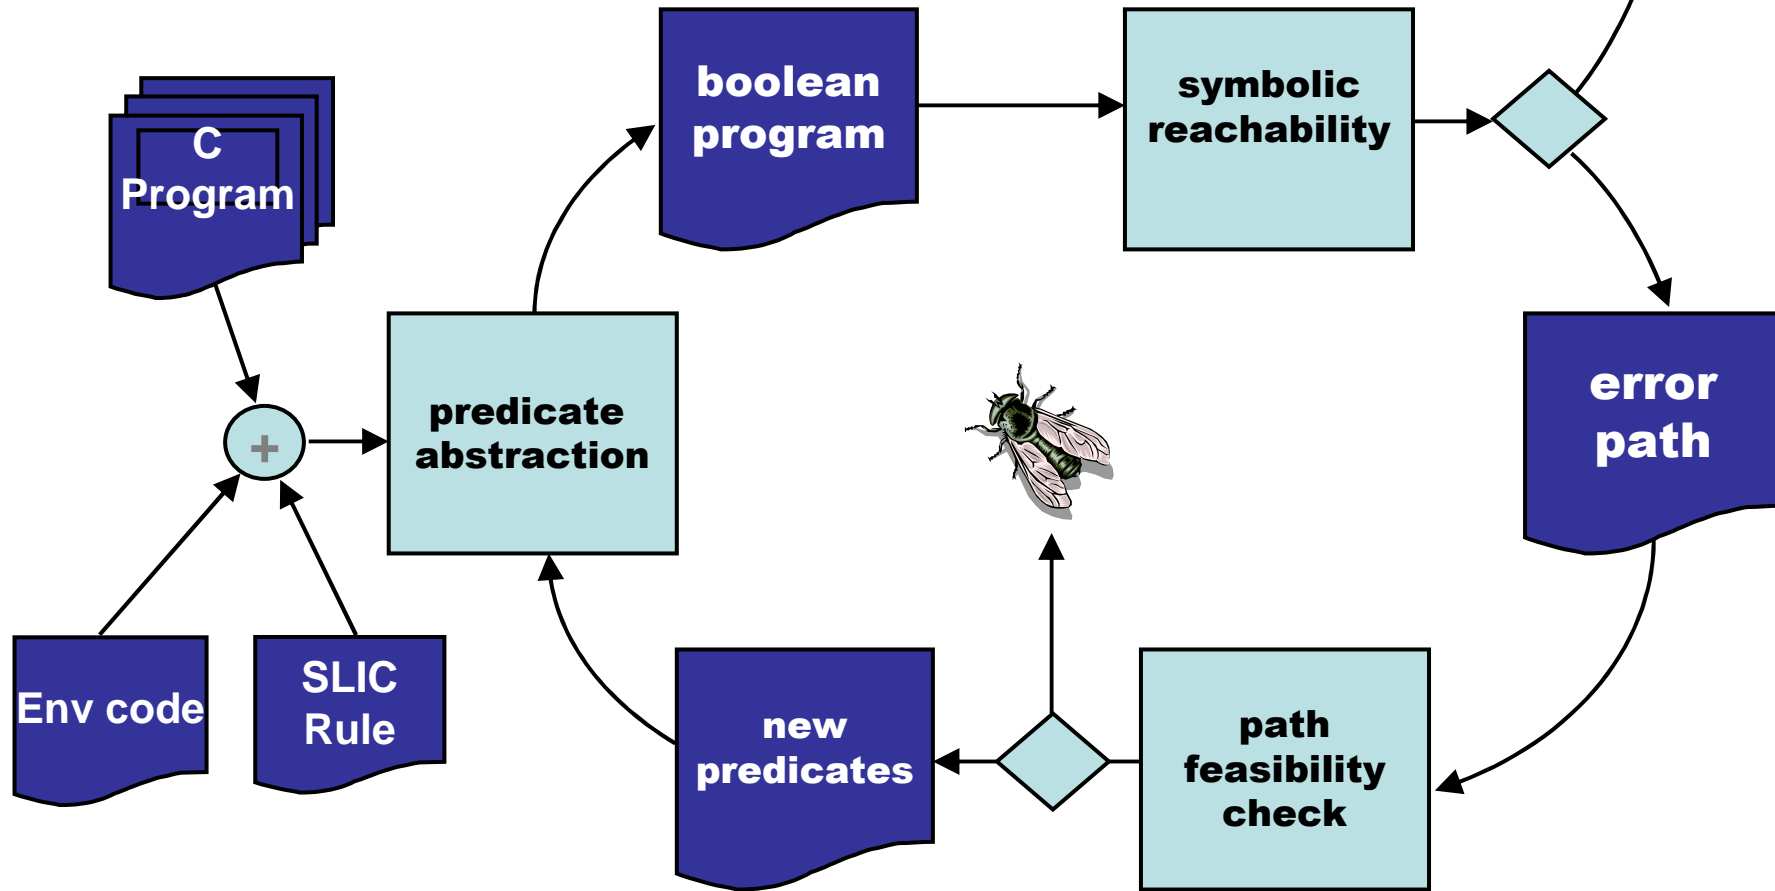 boolean
program
symbolic
reachability
C
Program
predicate
abstraction
+
error
path
Env code
SLIC
Rule
new
predicates
path
feasibility
check